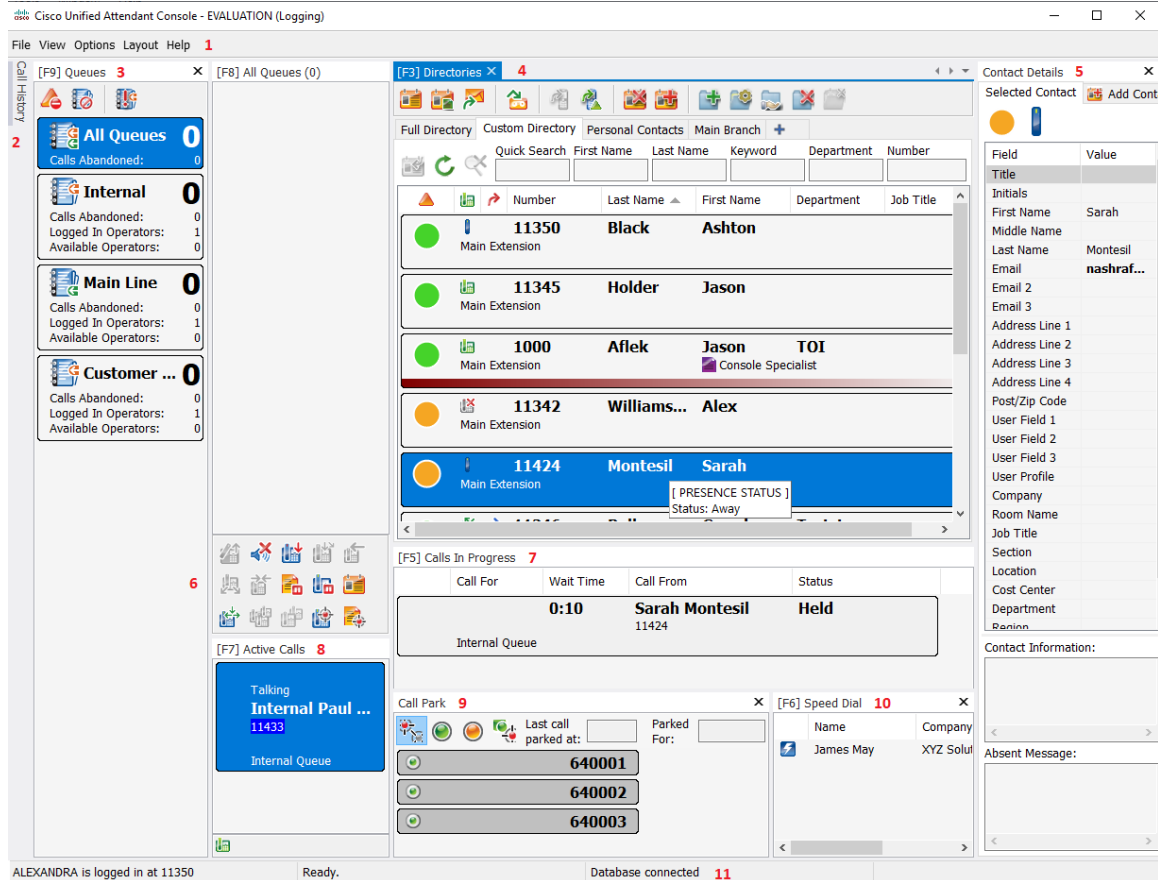 cisco Cisco Unified Attendant Console - EVALUATION (Logging)
File View Options Layout Help 1
Call History
2
[F9] Queues 3
All Queues 0
Calls Abandoned: 0
Internal 0
Calls Abandoned: 0
Logged In Operators: 1
Available Operators: 0
Main Line 0
Calls Abandoned: 0
Logged In Operators: 1
Available Operators: 0
Customer ... 0
Calls Abandoned: 0
Logged In Operators: 1
Available Operators: 0
[F8] All Queues (0)
6
[F7] Active Calls 8
Talking
Internal Paul ...
11433
Internal Queue
[F3] Directories 4
Full Directory Custom Directory Personal Contacts Main Branch
Quick Search First Name Last Name Keyword Department Number
Number Last Name First Name Department Job Title
11350 Black Ashton
Main Extension
11345 Holder Jason
Main Extension
1000 Aflek Jason TOI
Main Extension Console Specialist
11342 Williams... Alex
Main Extension
11424 Montesil Sarah
Main Extension
[ PRESENCE STATUS ]
Status: Away
[F5] Calls In Progress 7
Call For Wait Time Call From Status
0:10 Sarah Montesil Held
11424
Internal Queue
Call Park 9
Last call parked at: Parked For:
640001
640002
640003
[F6] Speed Dial 10
Name Company
James May XYZ Solut
Contact Details 5
Selected Contact Add Cont
Field Value
Title
Initials
First Name Sarah
Middle Name
Last Name Montesil
Email nashraf...
Email 2
Email 3
Address Line 1
Address Line 2
Address Line 3
Address Line 4
Post/Zip Code
User Field 1
User Field 2
User Field 3
User Profile
Company
Room Name
Job Title
Section
Location
Cost Center
Department
Region
Contact Information:
Absent Message:
ALEXANDRA is logged in at 11350 Ready. Database connected 11